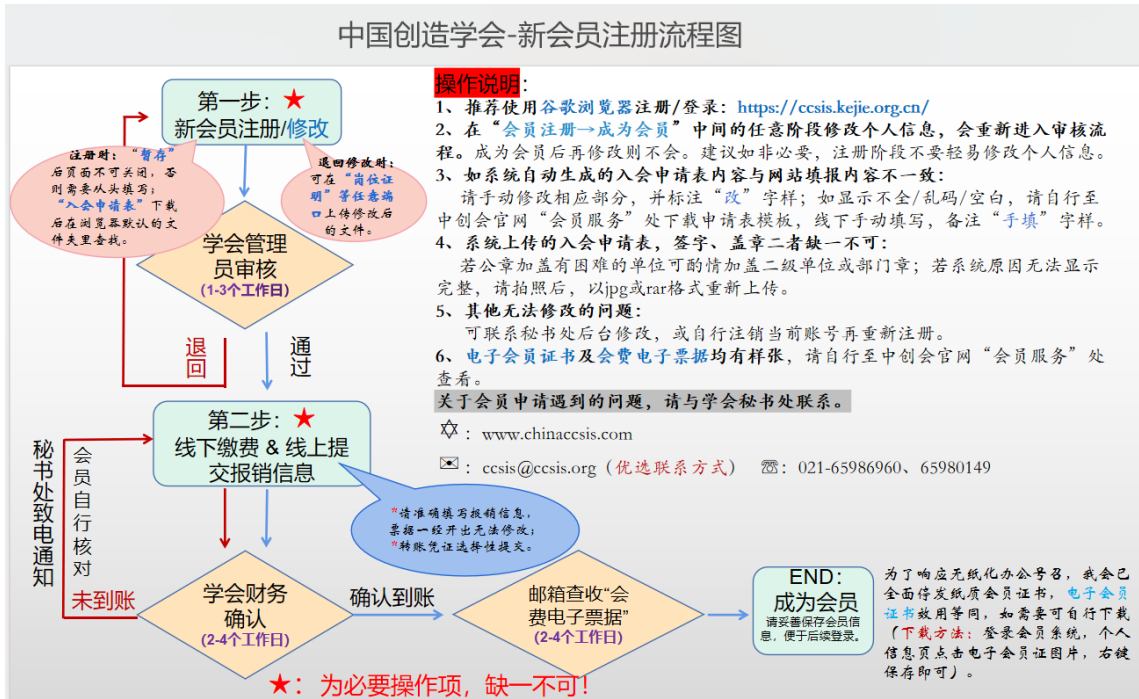 中国创造学会-新会员注册流程图
第一步：★
新会员注册/修改
注册时：“暂存”
后页面不可关闭，否
则需要从头填写；
“入会申请表”下载
后在浏览器默认的文
件夹里查找。
退回修改时：
可在“岗位证
明”等任意端
口上传修改后
的文件。
学会管理
员审核
(1-3个工作日)
退回
通过
第二步：★
线下缴费 & 线上提
交报销信息
*请准确填写报销信息，
票据一经开出无法修改；
*转账凭证选择性提交。
秘书处致电通知
会员自行核对
未到账
学会财务
确认
(2-4个工作日)
确认到账
邮箱查收“会
费电子票据”
(2-4个工作日)
END：
成为会员
请妥善保存会员信
息，便于后续登录。
★：为必要操作项，缺一不可！
操作说明：
1、推荐使用谷歌浏览器注册/登录：https://ccsis.kejie.org.cn/
2、在“会员注册→成为会员”中间的任意阶段修改个人信息，会重新进入审核流
程。成为会员后再修改则不会。建议如非必要，注册阶段不要轻易修改个人信息。
3、如系统自动生成的入会申请表内容与网站填报内容不一致：
请手动修改相应部分，并标注“改”字样；如显示不全/乱码/空白，请自行至
中创会官网“会员服务”处下载申请表模板，线下手动填写，备注“手填”字样。
4、系统上传的入会申请表，签字、盖章二者缺一不可：
若公章加盖有困难的单位可酌情加盖二级单位或部门章；若系统原因无法显示
完整，请拍照后，以jpg或rar格式重新上传。
5、其他无法修改的问题：
可联系秘书处后台修改，或自行注销当前账号再重新注册。
6、电子会员证书及会费电子票据均有样张，请自行至中创会官网“会员服务”处
查看。
关于会员申请遇到的问题，请与学会秘书处联系。
：www.chinaccsis.com
：ccsis@ccsis.org（优选联系方式） ：021-65986960、65980149
为了响应无纸化办公号召，我会已
全面停发纸质会员证书，电子会员
证书效用等同，如需要可自行下载
（下载方法：登录会员系统，个人
信息页点击电子会员证图片，右键
保存即可）。